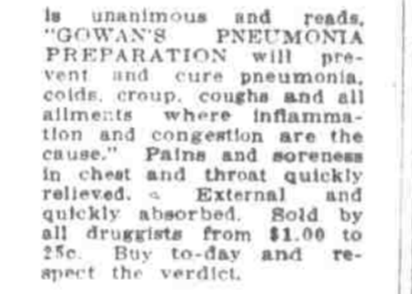 is unanimous and reads,
"GOWAN'S PNEUMONIA
PREPARATION will pre-
vent and cure pneumonia,
colds, croup, coughs and all
ailments where inflamma-
tion and congestion are the
cause." Pains and soreness
in chest and throat quickly
relieved. External and
quickly absorbed. Sold by
all druggists from $1.00 to
25c. Buy to-day and re-
spect the verdict.